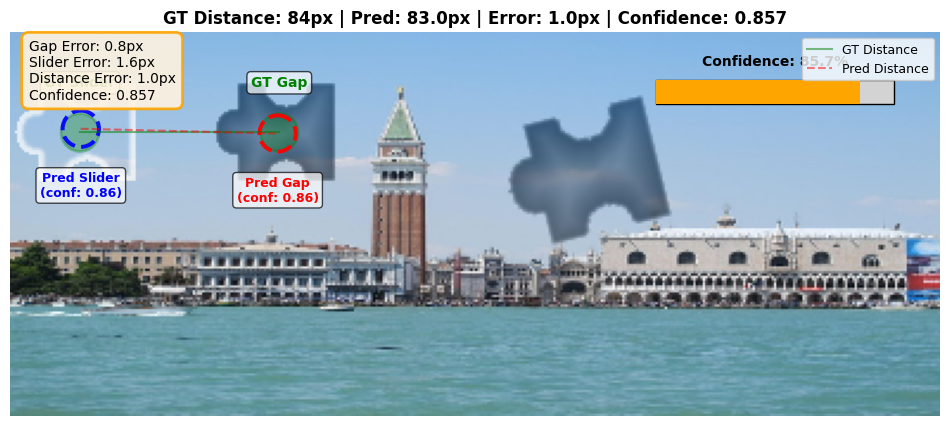 GT Distance: 84px | Pred: 83.0px | Error: 1.0px | Confidence: 0.857
Gap Error: 0.8px
Slider Error: 1.6px
Distance Error: 1.0px
Confidence: 0.857
GT Gap
Confidence: 85.7%
GT Distance
Pred Distance
Pred Slider
(conf: 0.86)
Pred Gap
(conf: 0.86)